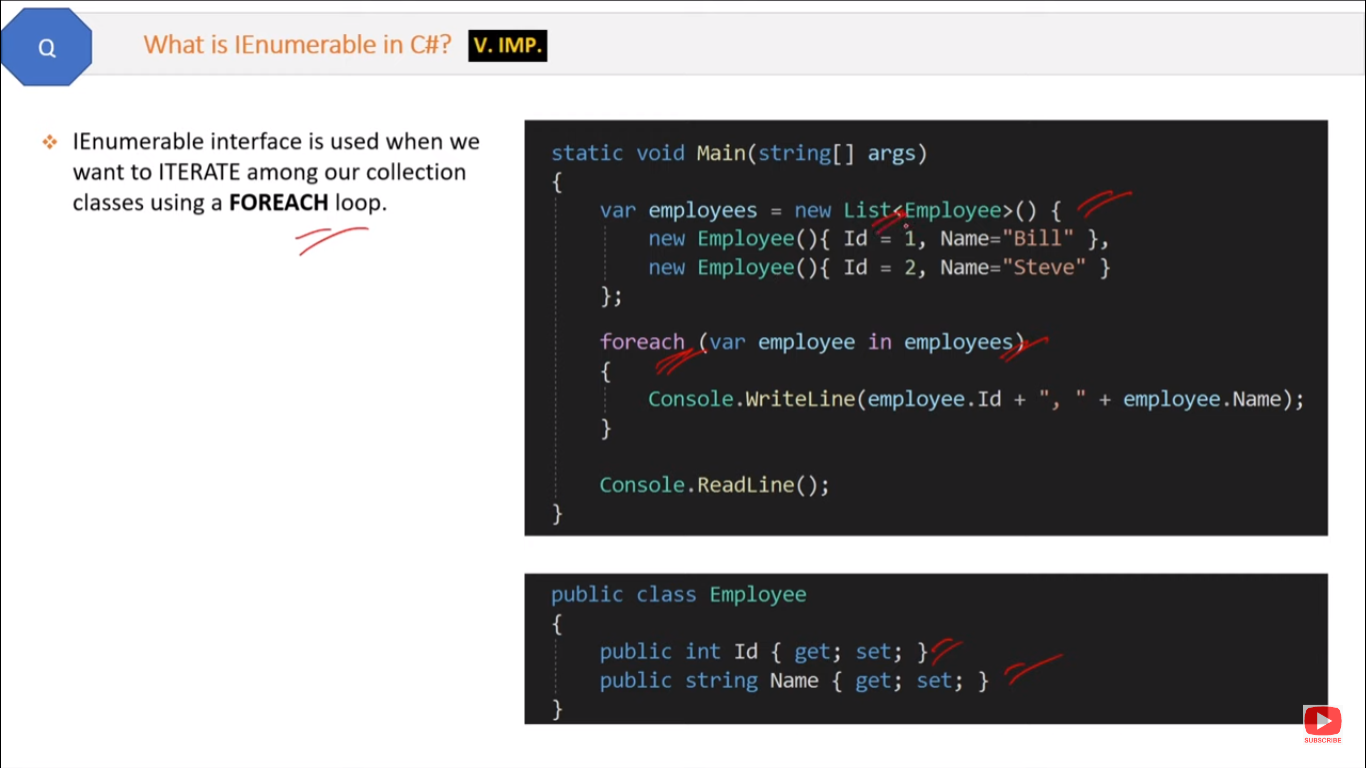 Q
What is IEnumerable in C#? V. IMP.
IEnumerable interface is used when we
want to ITERATE among our collection
classes using a FOREACH loop.
static void Main(string[] args)
{
var employees = new List<Employee>() {
new Employee(){ Id = 1, Name="Bill" },
new Employee(){ Id = 2, Name="Steve" }
};
foreach (var employee in employees)
{
Console.WriteLine(employee.Id + ", " + employee.Name);
}
Console.ReadLine();
}
public class Employee
{
public int Id { get; set; }
public string Name { get; set; }
}
SUBSCRIBE